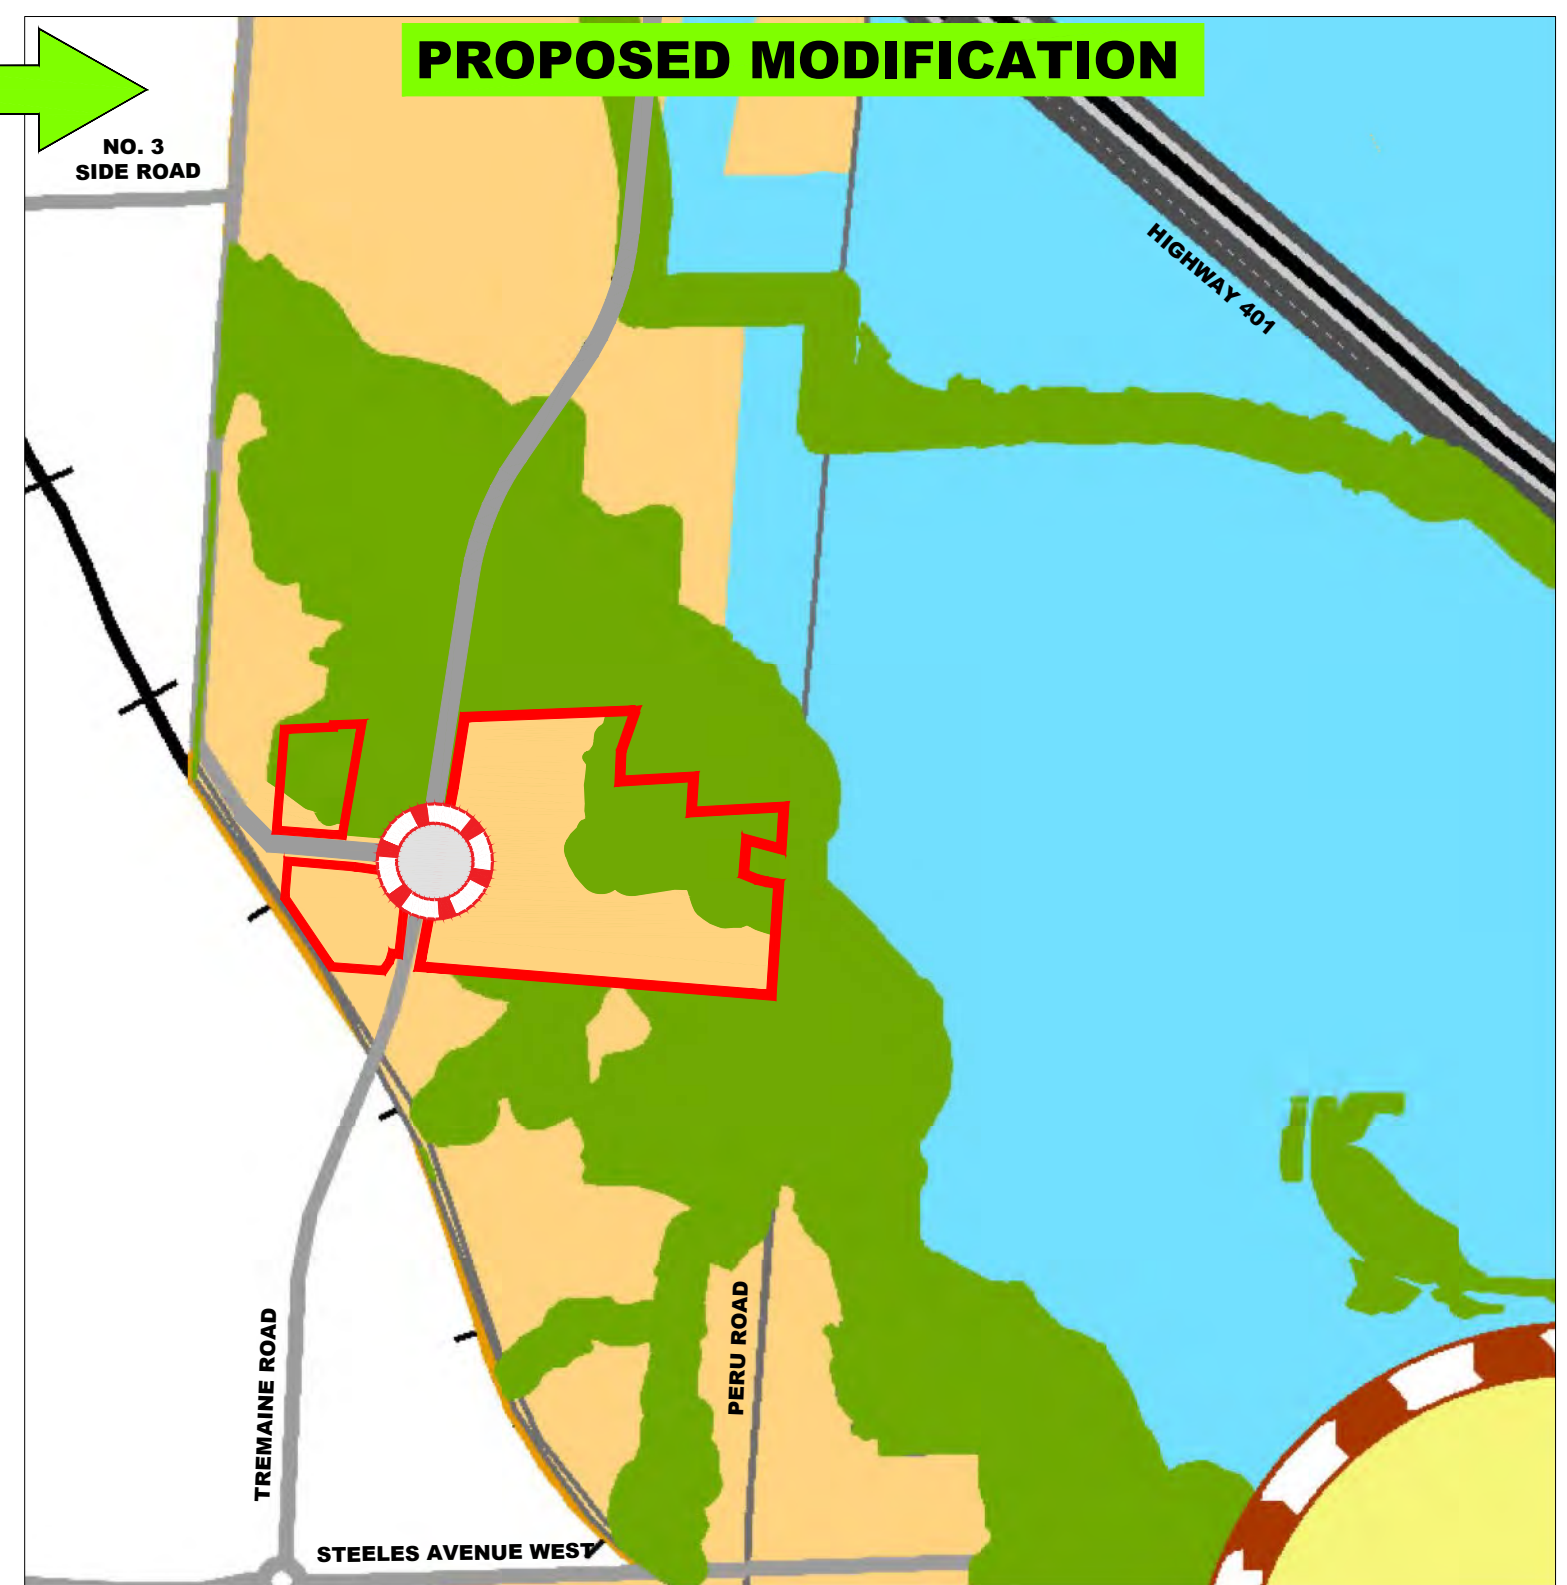 PROPOSED MODIFICATION
NO. 3
SIDE ROAD
HIGHWAY 401
PERU ROAD
TREMAINE ROAD
STEELES AVENUE WEST